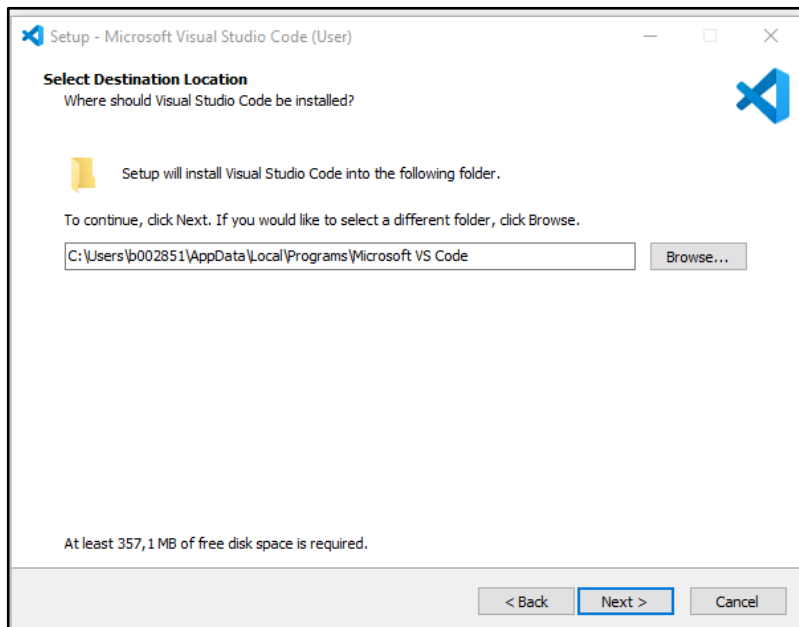 Setup - Microsoft Visual Studio Code (User)
Select Destination Location
Where should Visual Studio Code be installed?
Setup will install Visual Studio Code into the following folder.
To continue, click Next. If you would like to select a different folder, click Browse.
C:\Users\b002851\AppData\Local\Programs\Microsoft VS Code
Browse...
At least 357,1 MB of free disk space is required.
< Back
Next >
Cancel